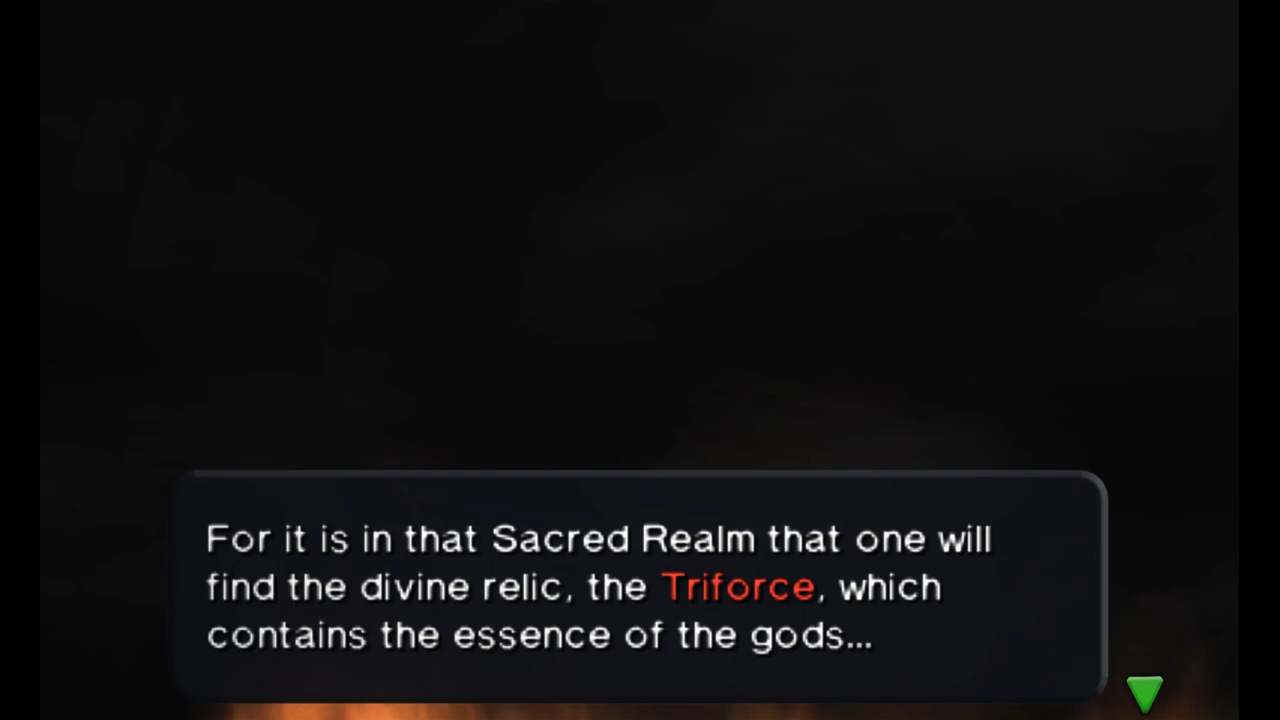 For it is in that Sacred Realm that one will
find the divine relic, the Triforce, which
contains the essence of the gods...